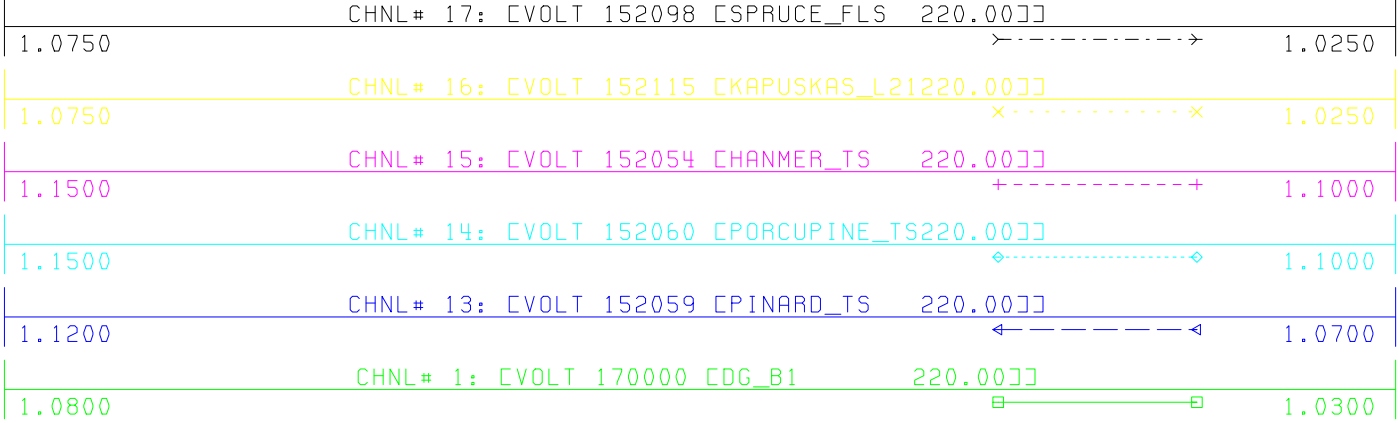 CHNL# 17: [VOLT 152098 [SPRUCE_FLS 220.00]]
1.0750 1.0250
CHNL# 16: [VOLT 152115 [KAPUSKAS_L21220.00]]
1.0750 1.0250
CHNL# 15: [VOLT 152054 [HANMER_TS 220.00]]
1.1500 1.1000
CHNL# 14: [VOLT 152060 [PORCUPINE_TS220.00]]
1.1500 1.1000
CHNL# 13: [VOLT 152059 [PINARD_TS 220.00]]
1.1200 1.0700
CHNL# 1: [VOLT 170000 [DG_B1 220.00]]
1.0800 1.0300